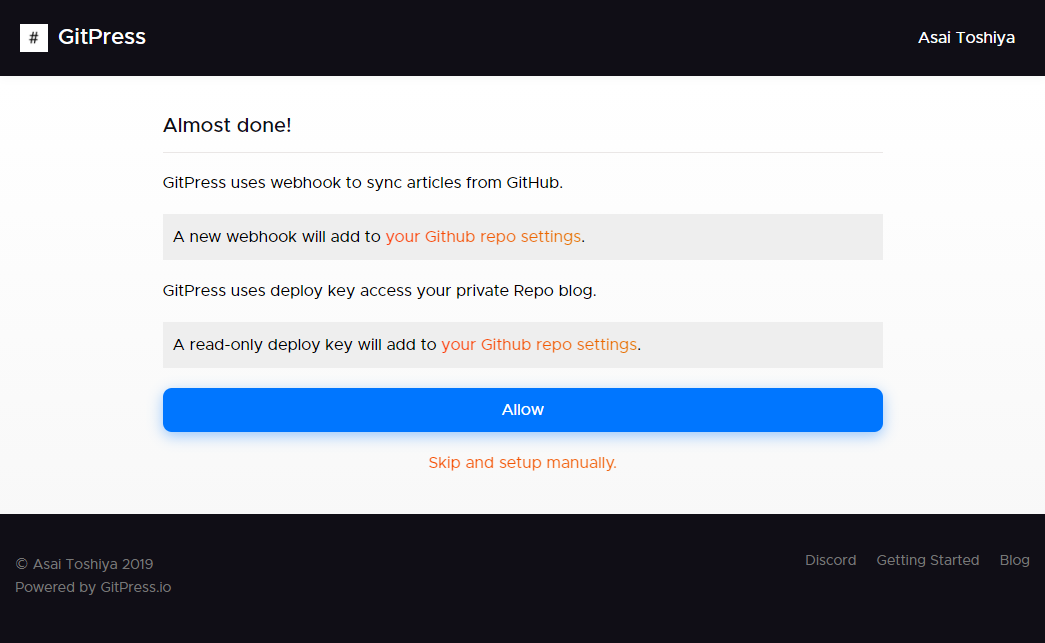 # GitPress
Asai Toshiya
Almost done!
GitPress uses webhook to sync articles from GitHub.
A new webhook will add to your Github repo settings.
GitPress uses deploy key access your private Repo blog.
A read-only deploy key will add to your Github repo settings.
Allow
Skip and setup manually.
© Asai Toshiya 2019
Powered by GitPress.io
Discord Getting Started Blog